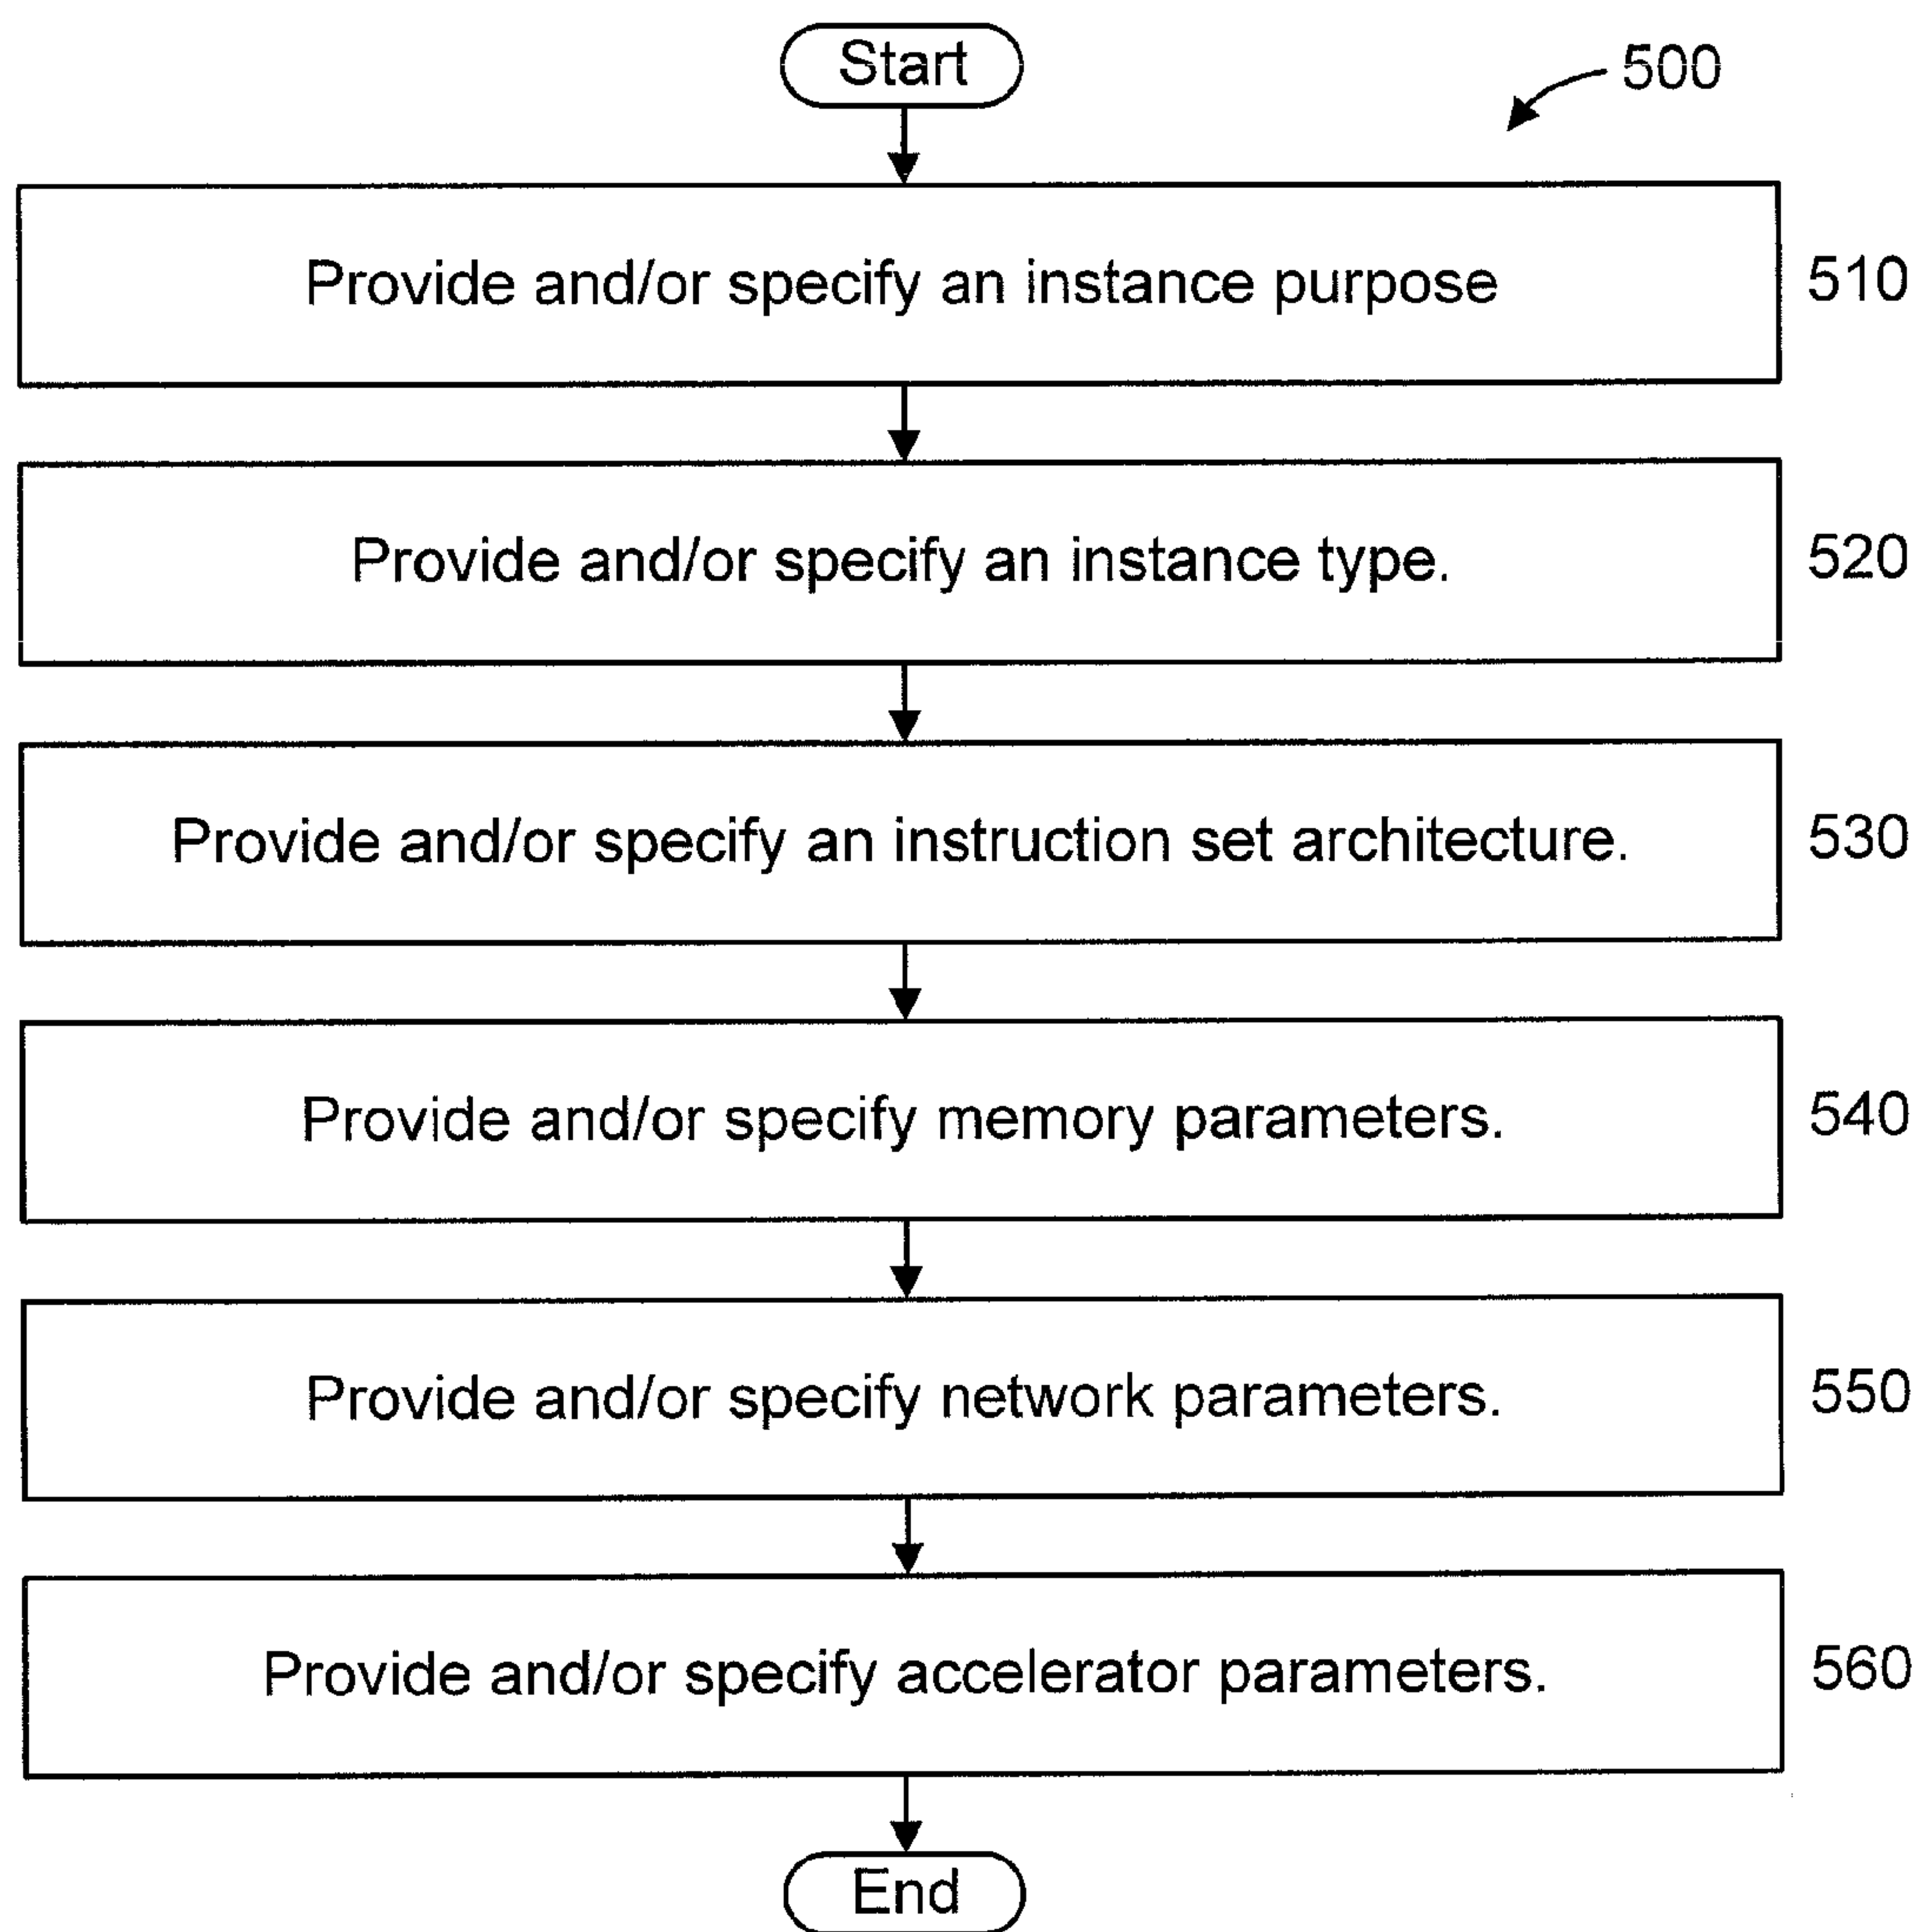 Start
500
Provide and/or specify an instance purpose
510
Provide and/or specify an instance type.
520
Provide and/or specify an instruction set architecture.
530
Provide and/or specify memory parameters.
540
Provide and/or specify network parameters.
550
Provide and/or specify accelerator parameters.
560
End